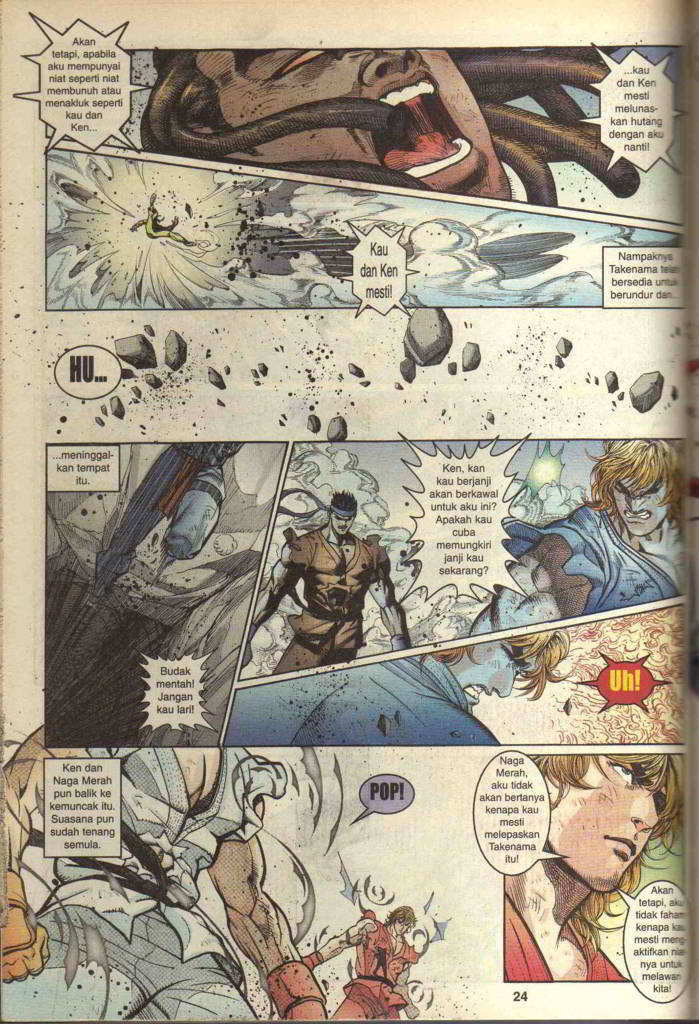 Akan
tetapi, apabila
aku mempunyai
niat seperti niat
membunuh atau
menakluk seperti
kau dan
Ken...
...kau
dan Ken
mesti
melunas-
kan hutang
dengan aku
nanti!
Kau
dan Ken
mesti!
Nampaknya
Takenama telah
bersedia untuk
berundur dan...
HU...
...meninggal-
kan tempat
itu.
Budak
mentah!
Jangan
kau lari!
Ken, kan
kau berjanji
akan berkawal
untuk aku ini?
Apakah kau
cuba
memungkiri
janji kau
sekarang?
Uh!
Ken dan
Naga Merah
pun balik ke
kemuncak itu.
Suasana pun
sudah tenang
semula.
POP!
Naga
Merah,
aku tidak
akan bertanya
kenapa kau
mesti
melepaskan
Takenama
itu!
Akan
tetapi, aku
tidak faham
kenapa kau
mesti meng-
aktifkan niat-
nya untuk
melawan
kita!
24